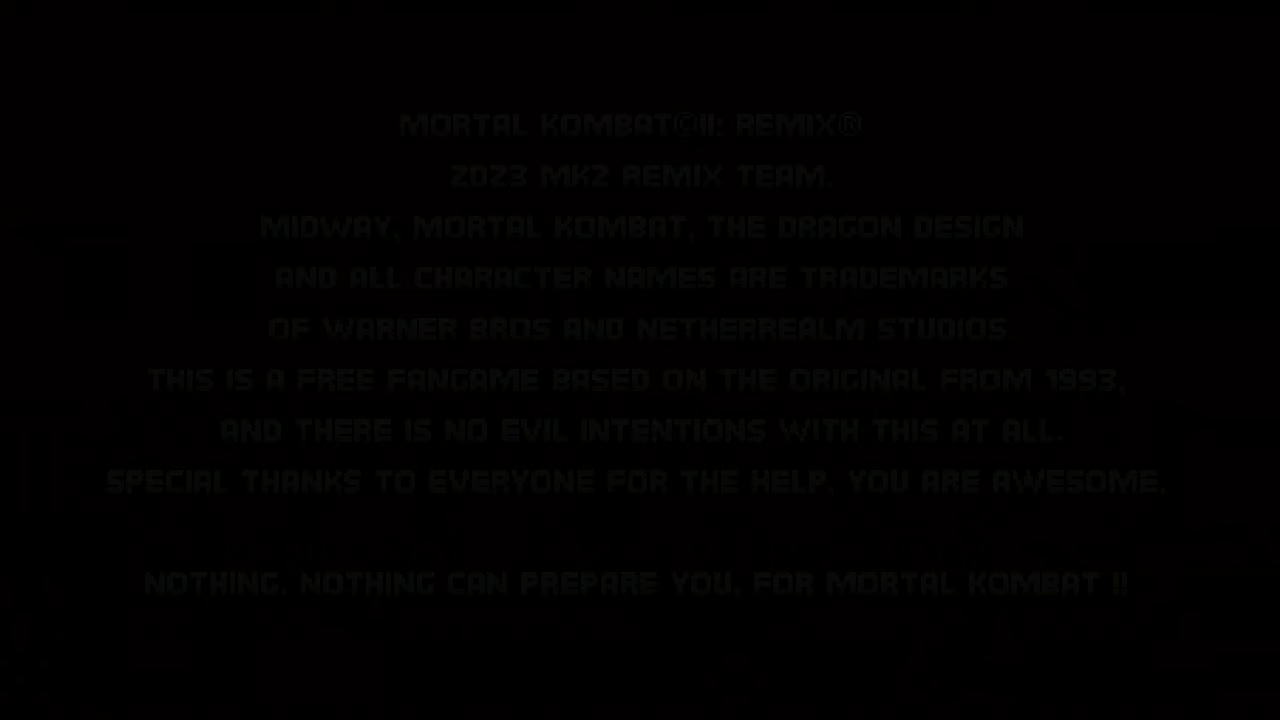 MORTAL KOMBAT©II: REMIX®
2023 MK2 REMIX TEAM.
MIDWAY, MORTAL KOMBAT, THE DRAGON DESIGN
AND ALL CHARACTER NAMES ARE TRADEMARKS
OF WARNER BROS AND NETHERREALM STUDIOS
THIS IS A FREE FANGAME BASED ON THE ORIGINAL FROM 1993,
AND THERE IS NO EVIL INTENTIONS WITH THIS AT ALL.
SPECIAL THANKS TO EVERYONE FOR THE HELP. YOU ARE AWESOME.
NOTHING. NOTHING CAN PREPARE YOU. FOR MORTAL KOMBAT !!